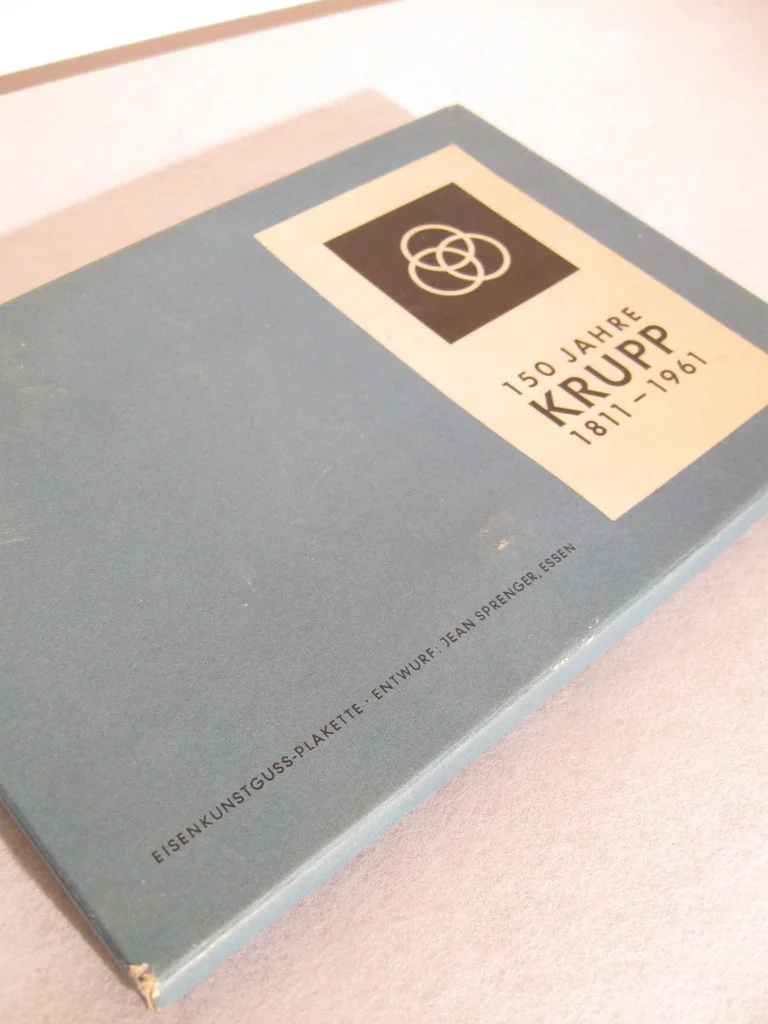 150 JAHRE
KRUPP
1811–1961
EISENKUNSTGUSS-PLAKETTE · ENTWURF: JEAN SPRENGER, ESSEN